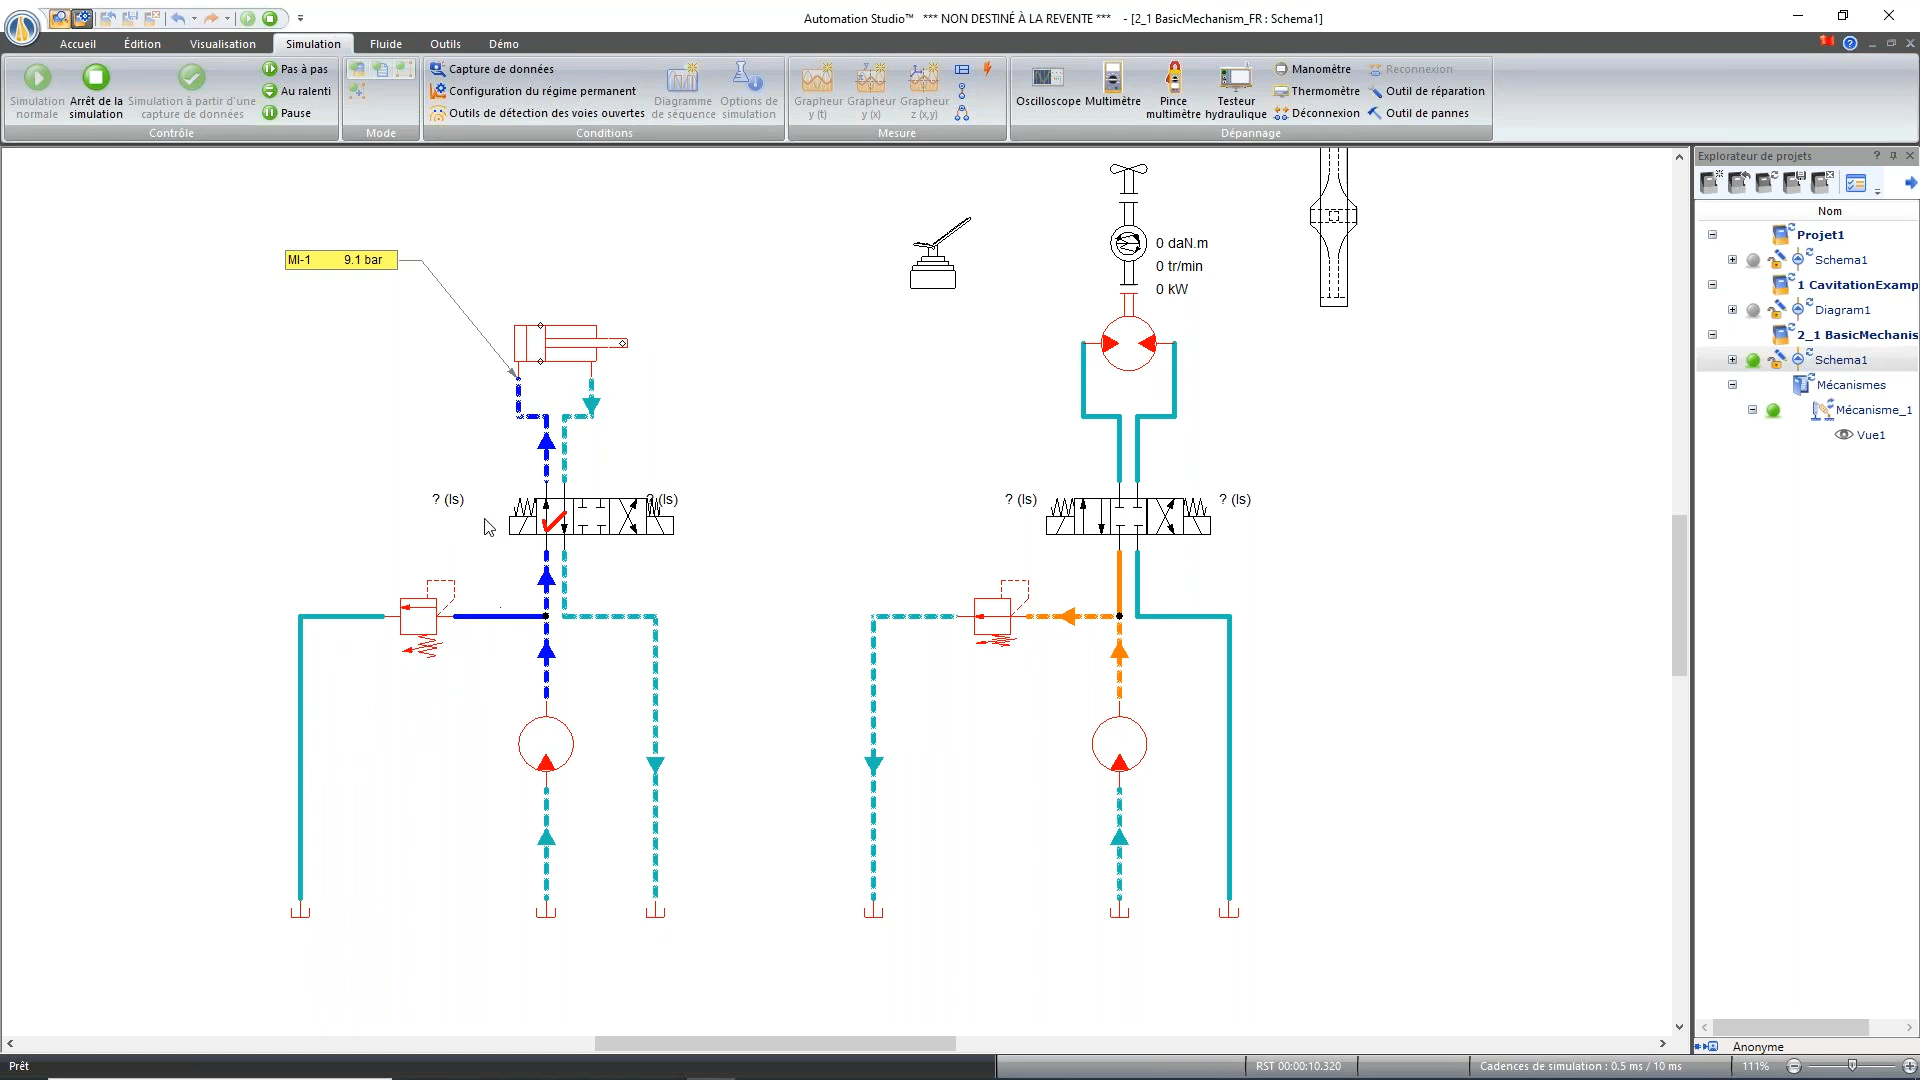 Automation Studio™   *** NON DESTINÉ À LA REVENTE ***   - [2_1 BasicMechanism_FR : Schema1]
Accueil Édition Visualisation Simulation Fluide Outils Démo
Simulation normale
Arrêt de la simulation
Simulation à partir d'une capture de données
Pas à pas
Au ralenti
Pause
Contrôle
Mode
Capture de données
Configuration du régime permanent
Outils de détection des voies ouvertes
Diagramme de séquence
Options de simulation
Conditions
Grapheur y (t)
Grapheur y (x)
Grapheur z (x,y)
Mesure
Oscilloscope
Multimètre
Pince multimètre
Testeur hydraulique
Manomètre
Thermomètre
Déconnexion
Reconnexion
Outil de réparation
Outil de pannes
Dépannage
MI-1 9.1 bar
0 daN.m
0 tr/min
0 kW
? (ls)
? (ls)
? (ls)
? (ls)
Explorateur de projets
Nom
Projet1
Schema1
1 CavitationExamp
Diagram1
2_1 BasicMechanis
Schema1
Mécanismes
Mécanisme_1
Vue1
Anonyme
Prêt
RST 00:00:10.320
Cadences de simulation : 0.5 ms / 10 ms
111%